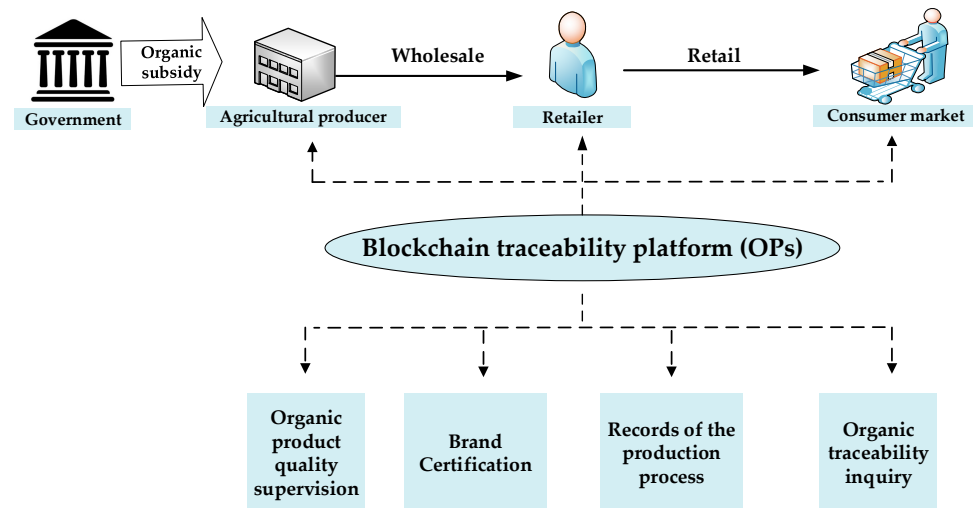 Organic
subsidy
Wholesale
Retail
Government
Agricultural producer
Retailer
Consumer market
Blockchain traceability platform (OPs)
Organic
product
quality
supervision
Brand
Certification
Records of the
production
process
Organic
traceability
inquiry